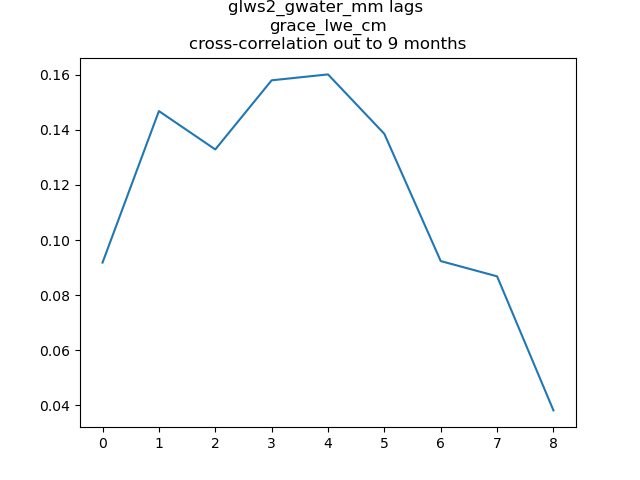 glws2_gwater_mm lags
grace_lwe_cm
cross-correlation out to 9 months
0.16
0.14
0.12
0.10
0.08
0.06
0.04
0 1 2 3 4 5 6 7 8